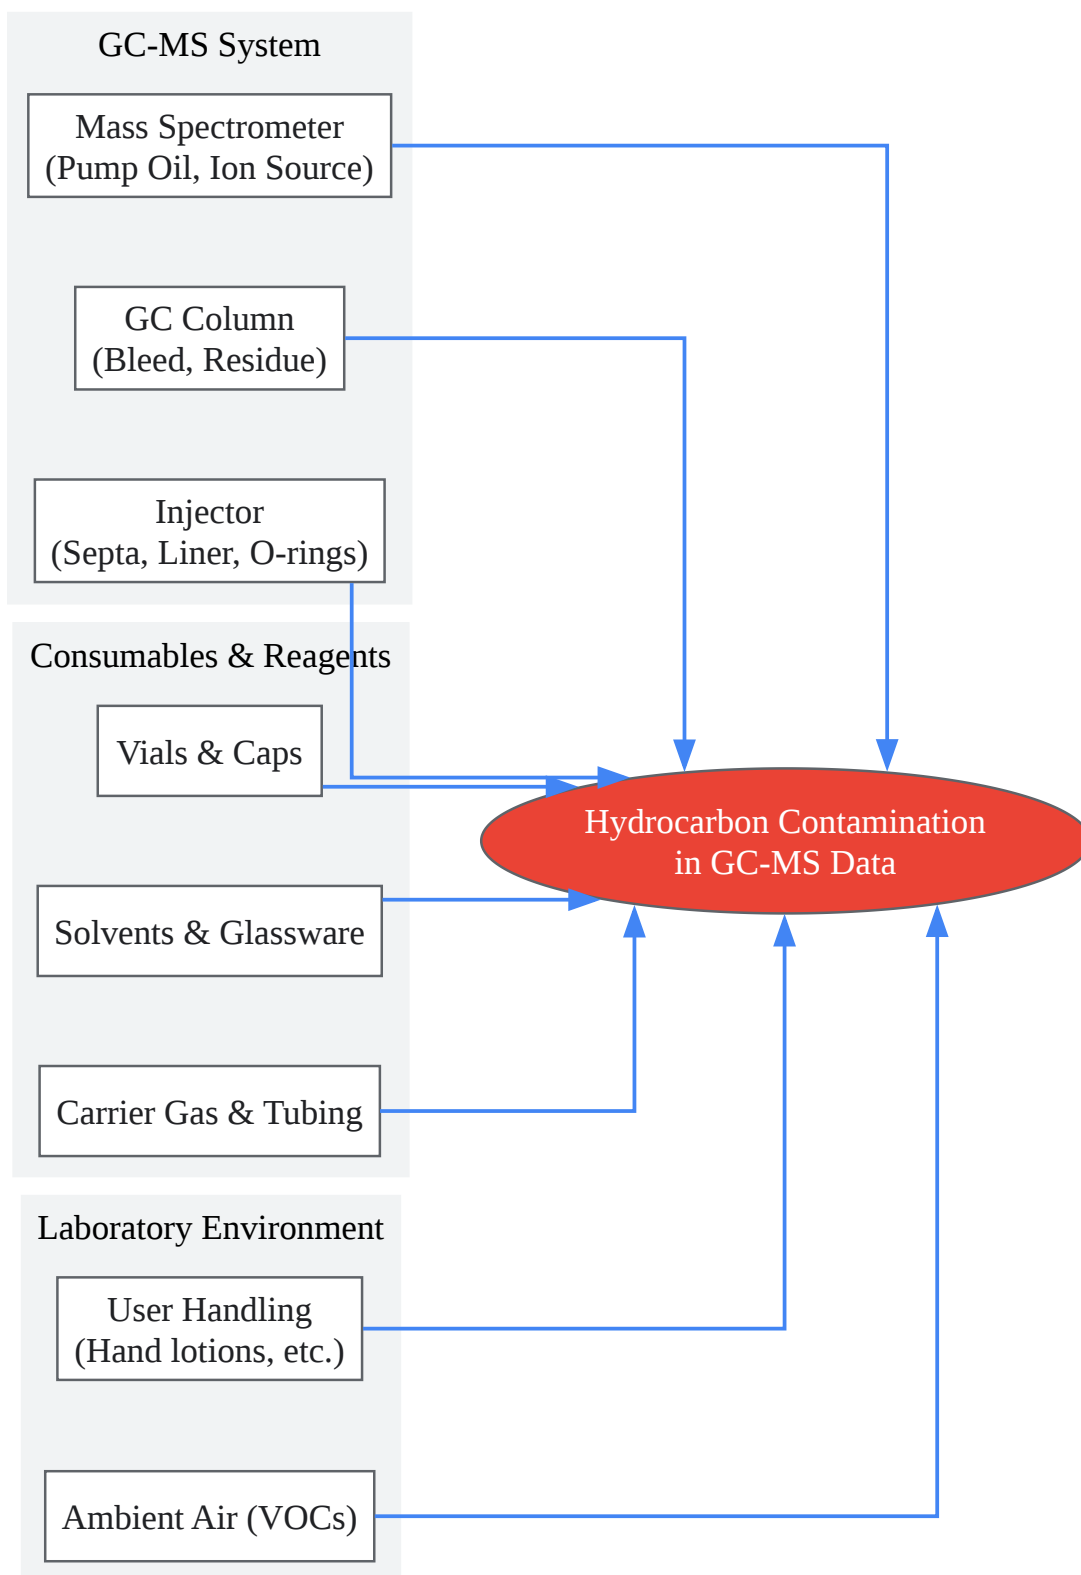 GC-MS System
Mass Spectrometer
(Pump Oil, Ion Source)
GC Column
(Bleed, Residue)
Injector
(Septa, Liner, O-rings)
Consumables & Reagents
Vials & Caps
Hydrocarbon Contamination
in GC-MS Data
Solvents & Glassware
Carrier Gas & Tubing
Laboratory Environment
User Handling
(Hand lotions, etc.)
Ambient Air (VOCs)